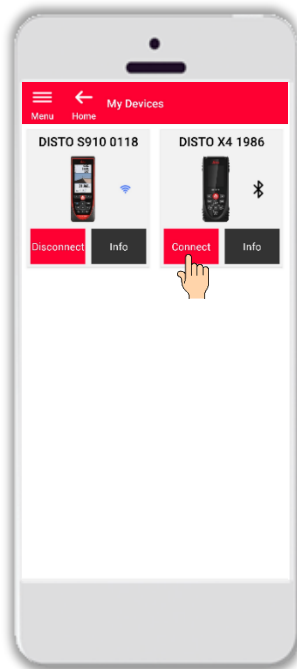 Menu Home My Devices
DISTO S910 0118
DISTO X4 1986
Disconnect Info
Connect Info